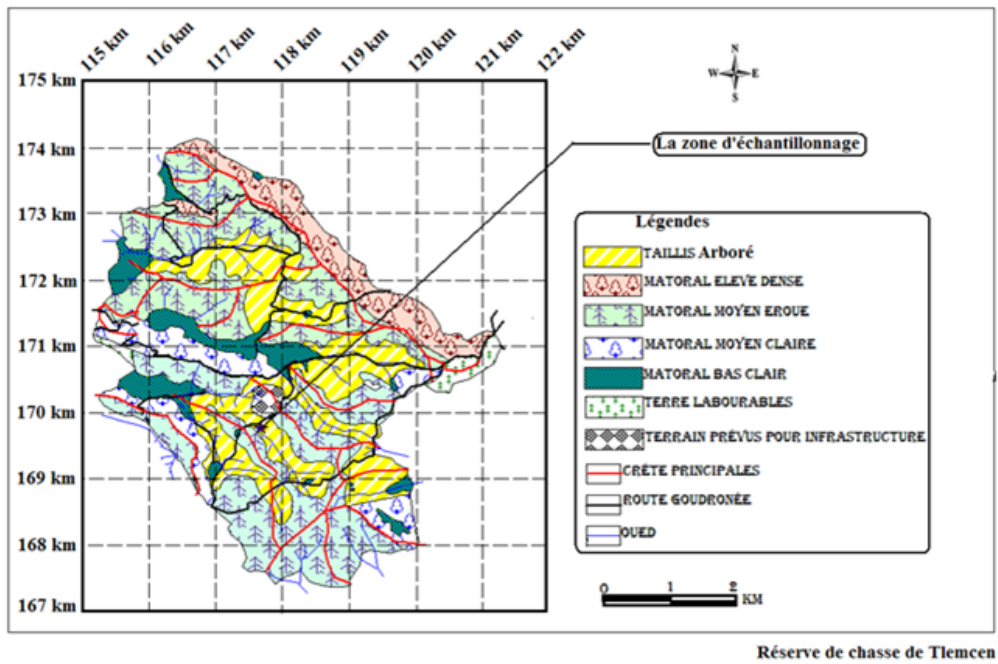 115 km
116 km
117 km
118 km
119 km
120 km
121 km
122 km
175 km
174 km
173 km
172 km
171 km
170 km
169 km
168 km
167 km
N
W E
S
La zone d'échantillonnage
Légendes
TAILLIS Arboré
MATORAL ELEVE DENSE
MATORAL MOYEN EROUE
MATORAL MOYEN CLAIRE
MATORAL BAS CLAIR
TERRE LABOURABLES
TERRAIN PRÉVUS POUR INFRASTRUCTURE
CRÈTE PRINCIPALES
ROUTE GOUDRONÉE
OUED
0 1 2
KM
Réserve de chasse de Tlemcen